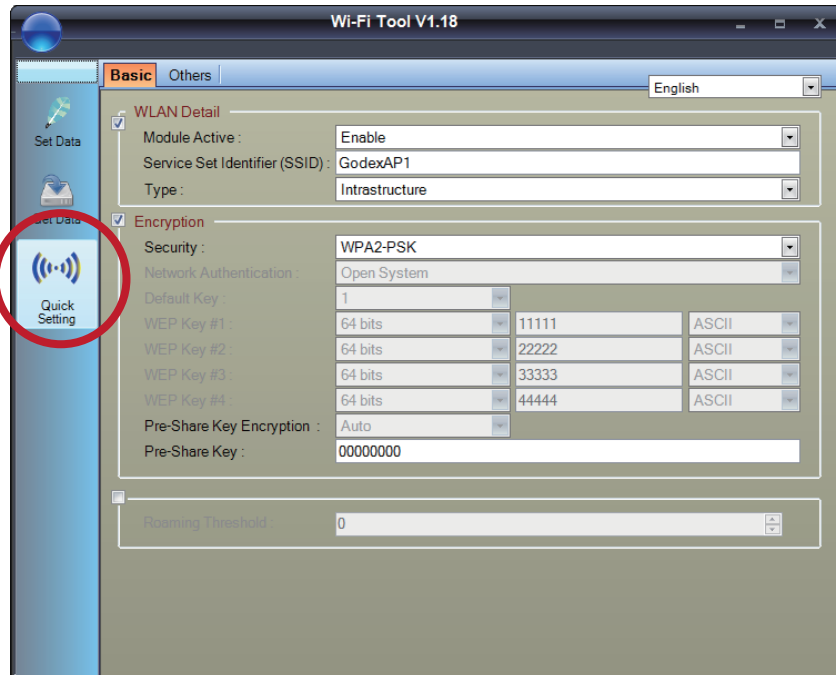 Wi-Fi Tool V1.18
Basic Others
English
Set Data
Get Data
Quick
Setting
WLAN Detail
Module Active : Enable
Service Set Identifier (SSID) : GodexAP1
Type : Intrastructure
Encryption
Security : WPA2-PSK
Network Authentication : Open System
Default Key : 1
WEP Key #1 : 64 bits 11111 ASCII
WEP Key #2 : 64 bits 22222 ASCII
WEP Key #3 : 64 bits 33333 ASCII
WEP Key #4 : 64 bits 44444 ASCII
Pre-Share Key Encryption : Auto
Pre-Share Key : 00000000
Roaming Threshold : 0